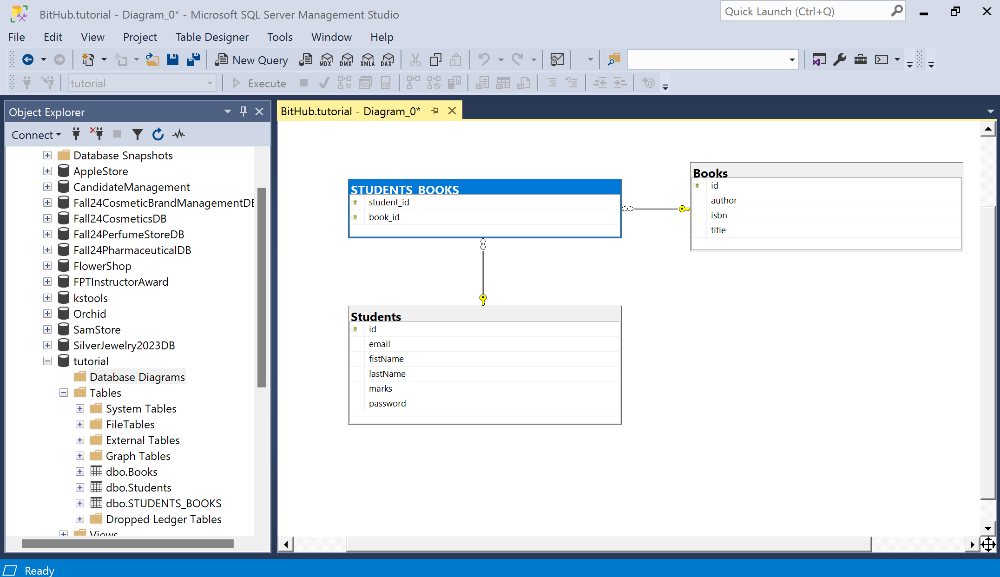 BitHub.tutorial - Diagram_0* - Microsoft SQL Server Management Studio
Quick Launch (Ctrl+Q)
File Edit View Project Table Designer Tools Window Help
New Query MDX DMX XMLA DAX
tutorial Execute
Object Explorer
Connect
Database Snapshots
AppleStore
CandidateManagement
Fall24CosmeticBrandManagementDB
Fall24CosmeticsDB
Fall24PerfumeStoreDB
Fall24PharmaceuticalDB
FlowerShop
FPTInstructorAward
kstools
Orchid
SamStore
SilverJewelry2023DB
tutorial
Database Diagrams
Tables
System Tables
FileTables
External Tables
Graph Tables
dbo.Books
dbo.Students
dbo.STUDENTS_BOOKS
Dropped Ledger Tables
Views
BitHub.tutorial - Diagram_0*
STUDENTS_BOOKS
student_id
book_id
Books
id
author
isbn
title
Students
id
email
fistName
lastName
marks
password
Ready